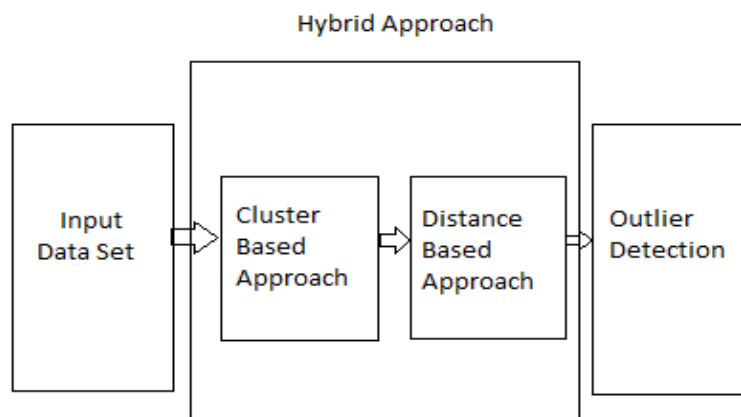 Hybrid Approach
Input
Data Set
Cluster
Based
Approach
Distance
Based
Approach
Outlier
Detection